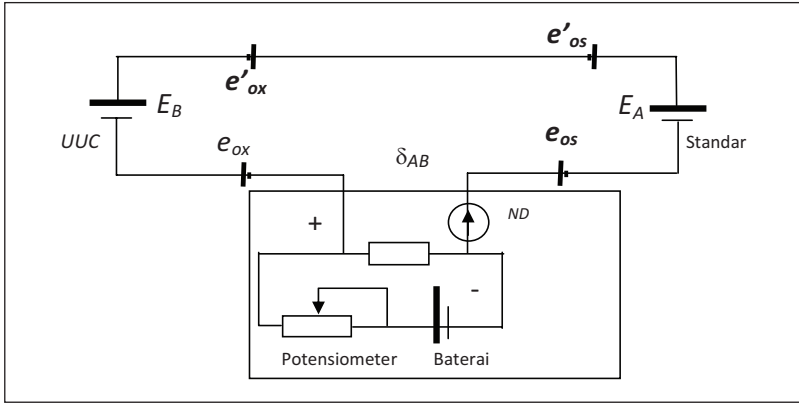 e'os
e'ox
EB
EA
UUC
Standar
eox
δAB
eos
ND
+
-
Potensiometer
Baterai